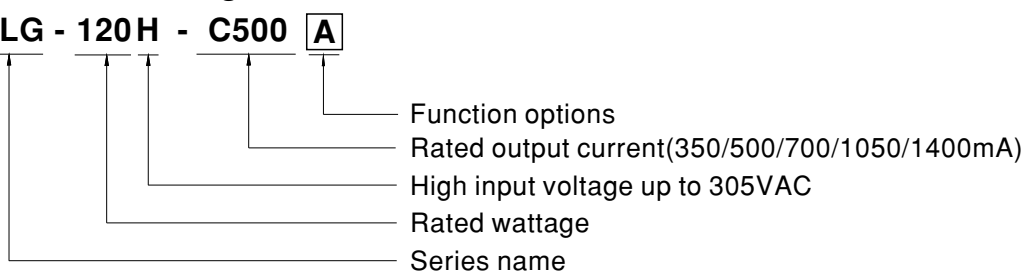 LG - 120 H - C500 A
Function options
Rated output current(350/500/700/1050/1400mA)
High input voltage up to 305VAC
Rated wattage
Series name